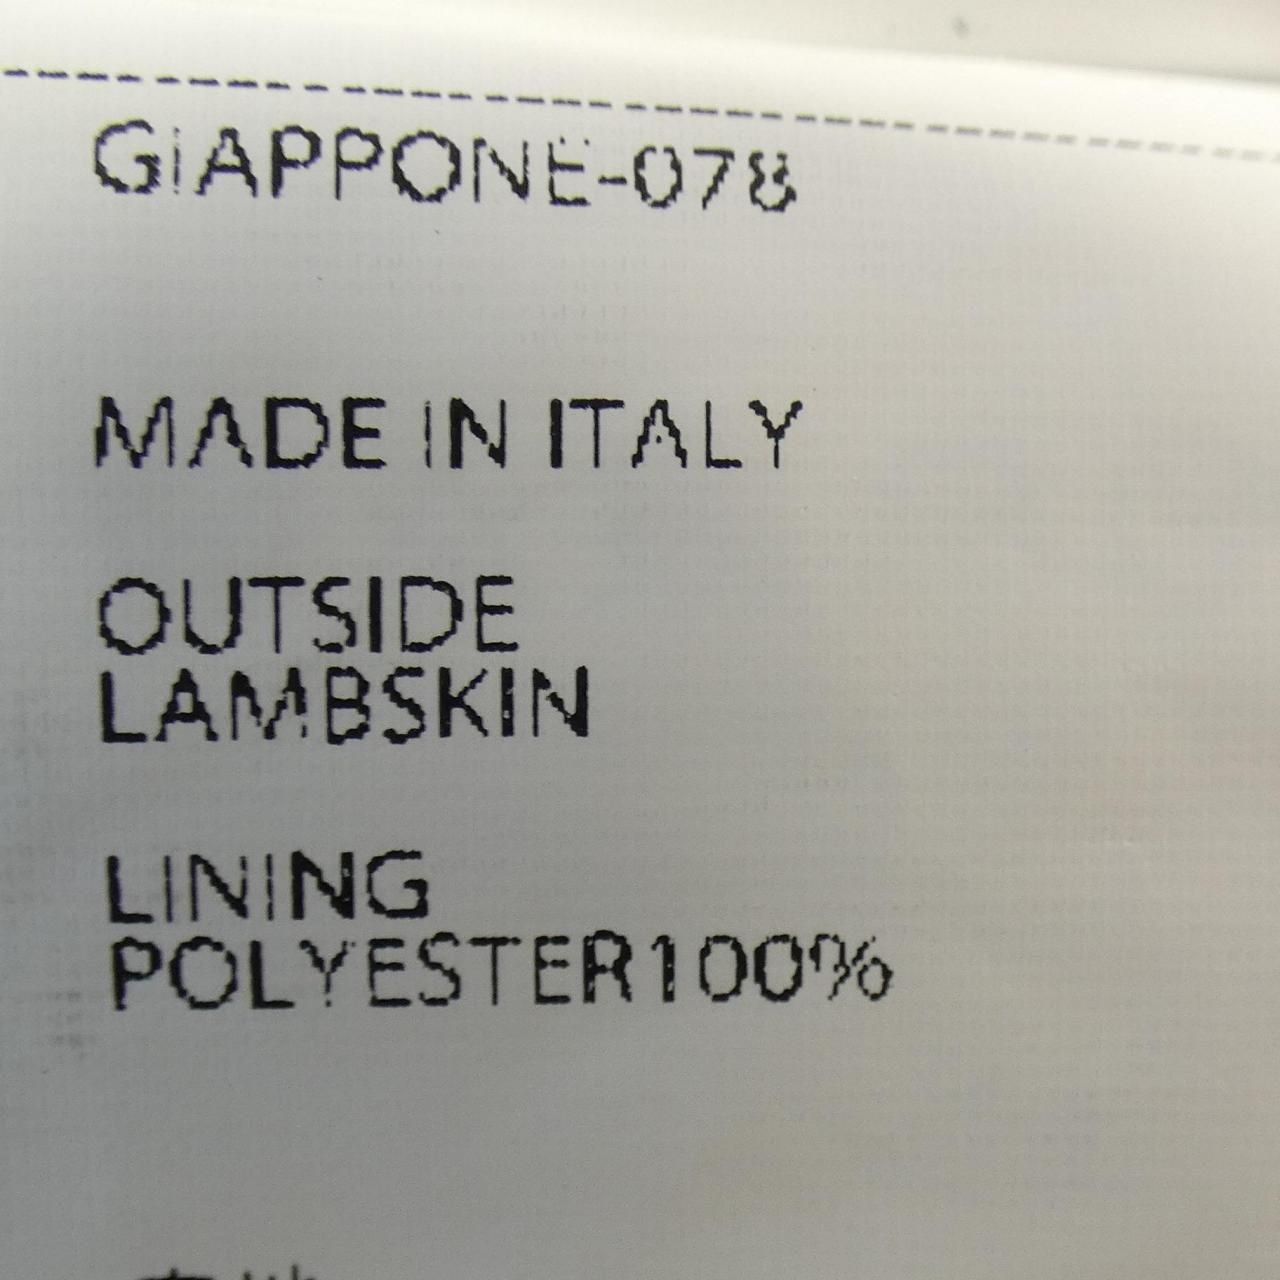 GiAPPONE-078
MADE IN ITALY
OUTSIDE
LAMBSKIN
LINING
POLYESTER100%